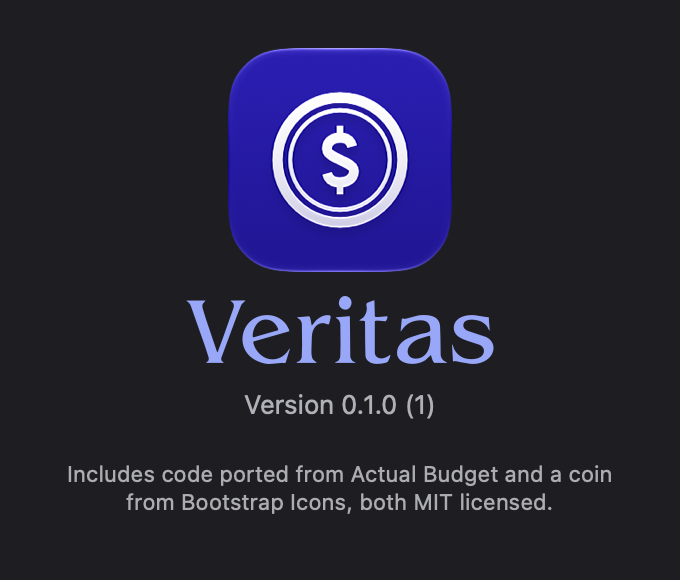 $
Veritas
Version 0.1.0 (1)
Includes code ported from Actual Budget and a coin
from Bootstrap Icons, both MIT licensed.